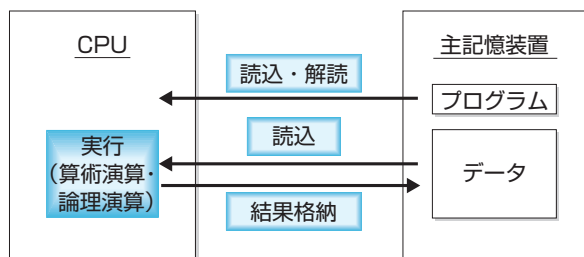 CPU
主記憶装置
読込・解読
プログラム
読込
実行
（算術演算・
論理演算）
データ
結果格納